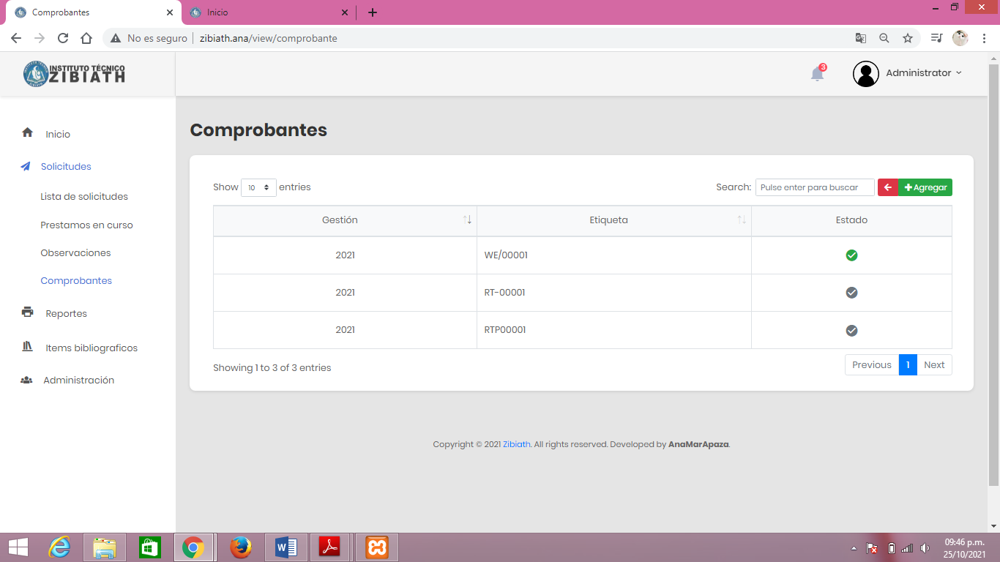 Comprobantes
Inicio
No es seguro
zibiath.ana/view/comprobante
INSTITUTO TÉCNICO
ZIBIATH
3
Administrator
Inicio
Solicitudes
Lista de solicitudes
Prestamos en curso
Observaciones
Comprobantes
Reportes
Items bibliograficos
Administración
Comprobantes
Show 10 entries
Search: Pulse enter para buscar
Agregar
Gestión Etiqueta Estado
2021 WE/00001
2021 RT-00001
2021 RTP00001
Showing 1 to 3 of 3 entries
Previous 1 Next
Copyright © 2021 Zibiath. All rights reserved. Developed by AnaMarApaza.
09:46 p.m.
25/10/2021